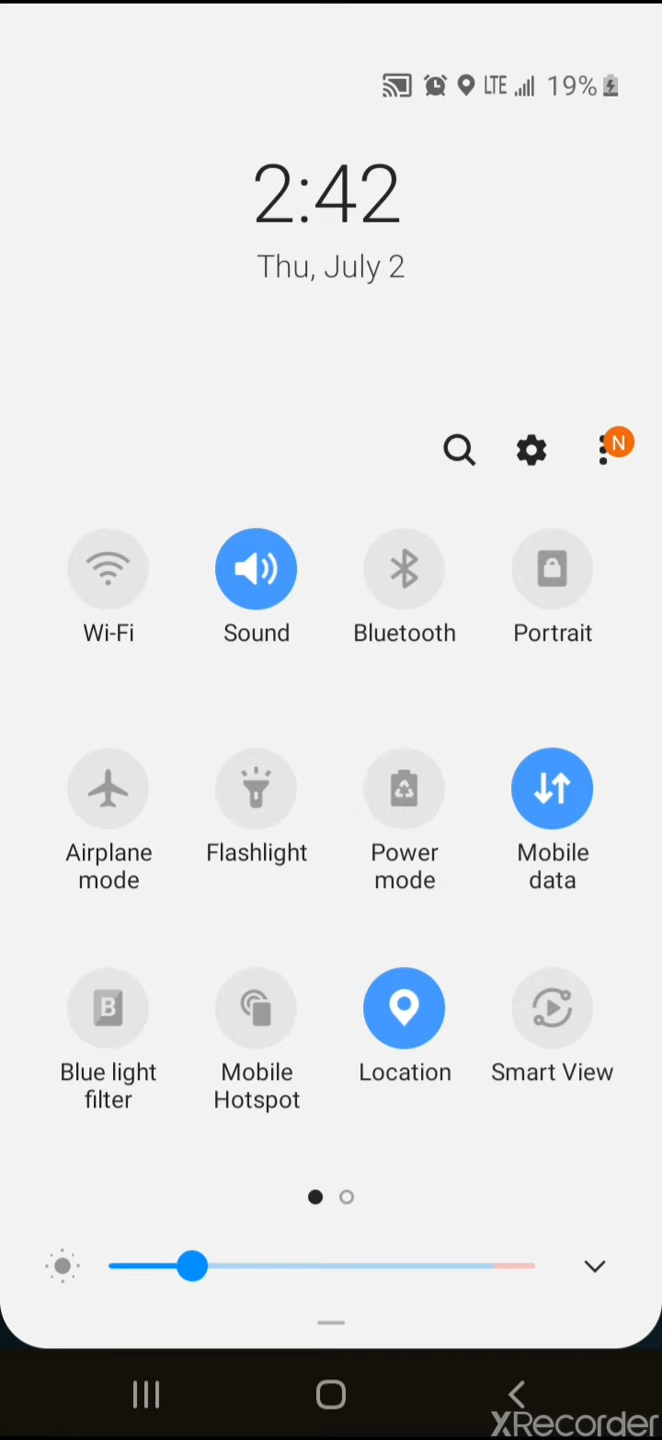 LTE 19%
2:42
Thu, July 2
N
Wi-Fi Sound Bluetooth Portrait
Airplane mode Flashlight Power mode Mobile data
B
Blue light filter Mobile Hotspot Location Smart View
XRecorder